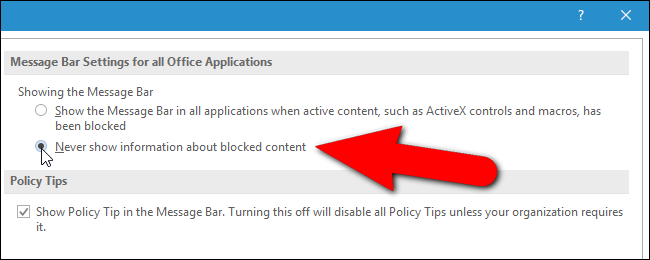 ?
Message Bar Settings for all Office Applications
Showing the Message Bar
Show the Message Bar in all applications when active content, such as ActiveX controls and macros, has
been blocked
Never show information about blocked content
Policy Tips
Show Policy Tip in the Message Bar. Turning this off will disable all Policy Tips unless your organization requires
it.